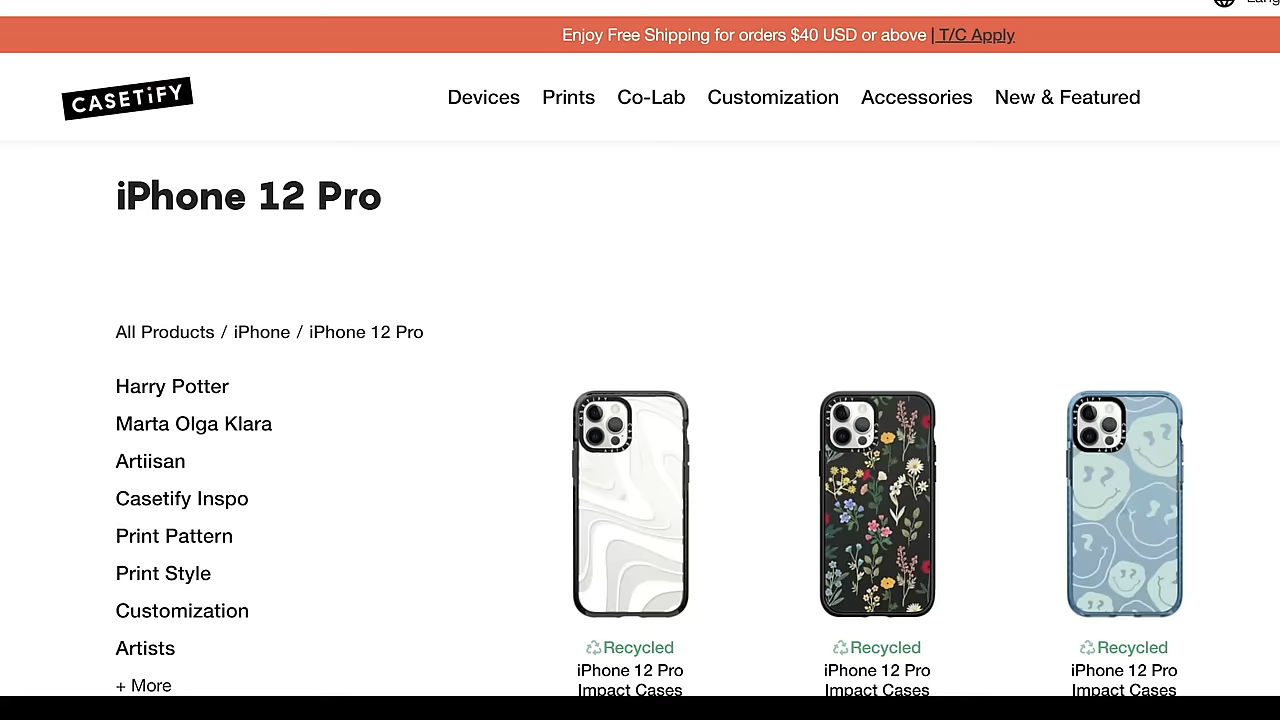 Enjoy Free Shipping for orders $40 USD or above | T/C Apply
CASETiFY
Devices Prints Co-Lab Customization Accessories New & Featured
iPhone 12 Pro
All Products / iPhone / iPhone 12 Pro
Harry Potter
Marta Olga Klara
Artiisan
Casetify Inspo
Print Pattern
Print Style
Customization
Artists
+ More
Recycled
iPhone 12 Pro
Impact Cases
Recycled
iPhone 12 Pro
Impact Cases
Recycled
iPhone 12 Pro
Impact Cases